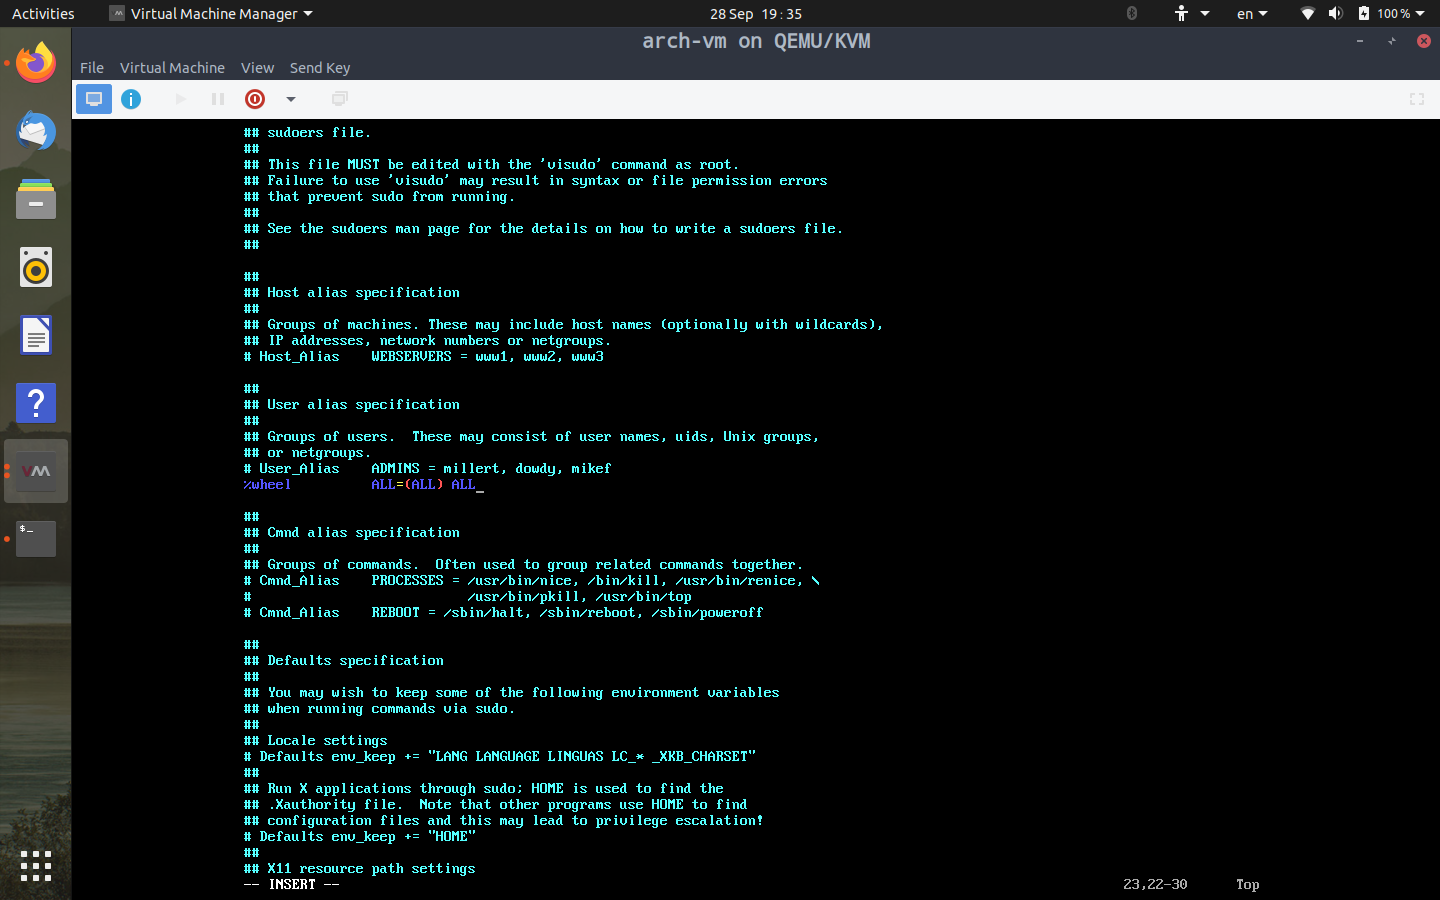 Activities
Virtual Machine Manager
28 Sep 19:35
en
100 %
arch-vm on QEMU/KVM
File Virtual Machine View Send Key
## sudoers file.
##
## This file MUST be edited with the 'visudo' command as root.
## Failure to use 'visudo' may result in syntax or file permission errors
## that prevent sudo from running.
##
## See the sudoers man page for the details on how to write a sudoers file.
##
##
## Host alias specification
##
## Groups of machines. These may include host names (optionally with wildcards),
## IP addresses, network numbers or netgroups.
# Host_Alias    WEBSERVERS = www1, www2, www3
##
## User alias specification
##
## Groups of users.  These may consist of user names, uids, Unix groups,
## or netgroups.
# User_Alias    ADMINS = millert, dowdy, mikef
%wheel          ALL=(ALL) ALL
##
## Cmnd alias specification
##
## Groups of commands.  Often used to group related commands together.
# Cmnd_Alias    PROCESSES = /usr/bin/nice, /bin/kill, /usr/bin/renice, \
#                           /usr/bin/pkill, /usr/bin/top
# Cmnd_Alias    REBOOT = /sbin/halt, /sbin/reboot, /sbin/poweroff
##
## Defaults specification
##
## You may wish to keep some of the following environment variables
## when running commands via sudo.
##
## Locale settings
# Defaults env_keep += "LANG LANGUAGE LINGUAS LC_* _XKB_CHARSET"
##
## Run X applications through sudo; HOME is used to find the
## .Xauthority file.  Note that other programs use HOME to find
## configuration files and this may lead to privilege escalation!
# Defaults env_keep += "HOME"
##
## X11 resource path settings
-- INSERT --
23,22-30
Top